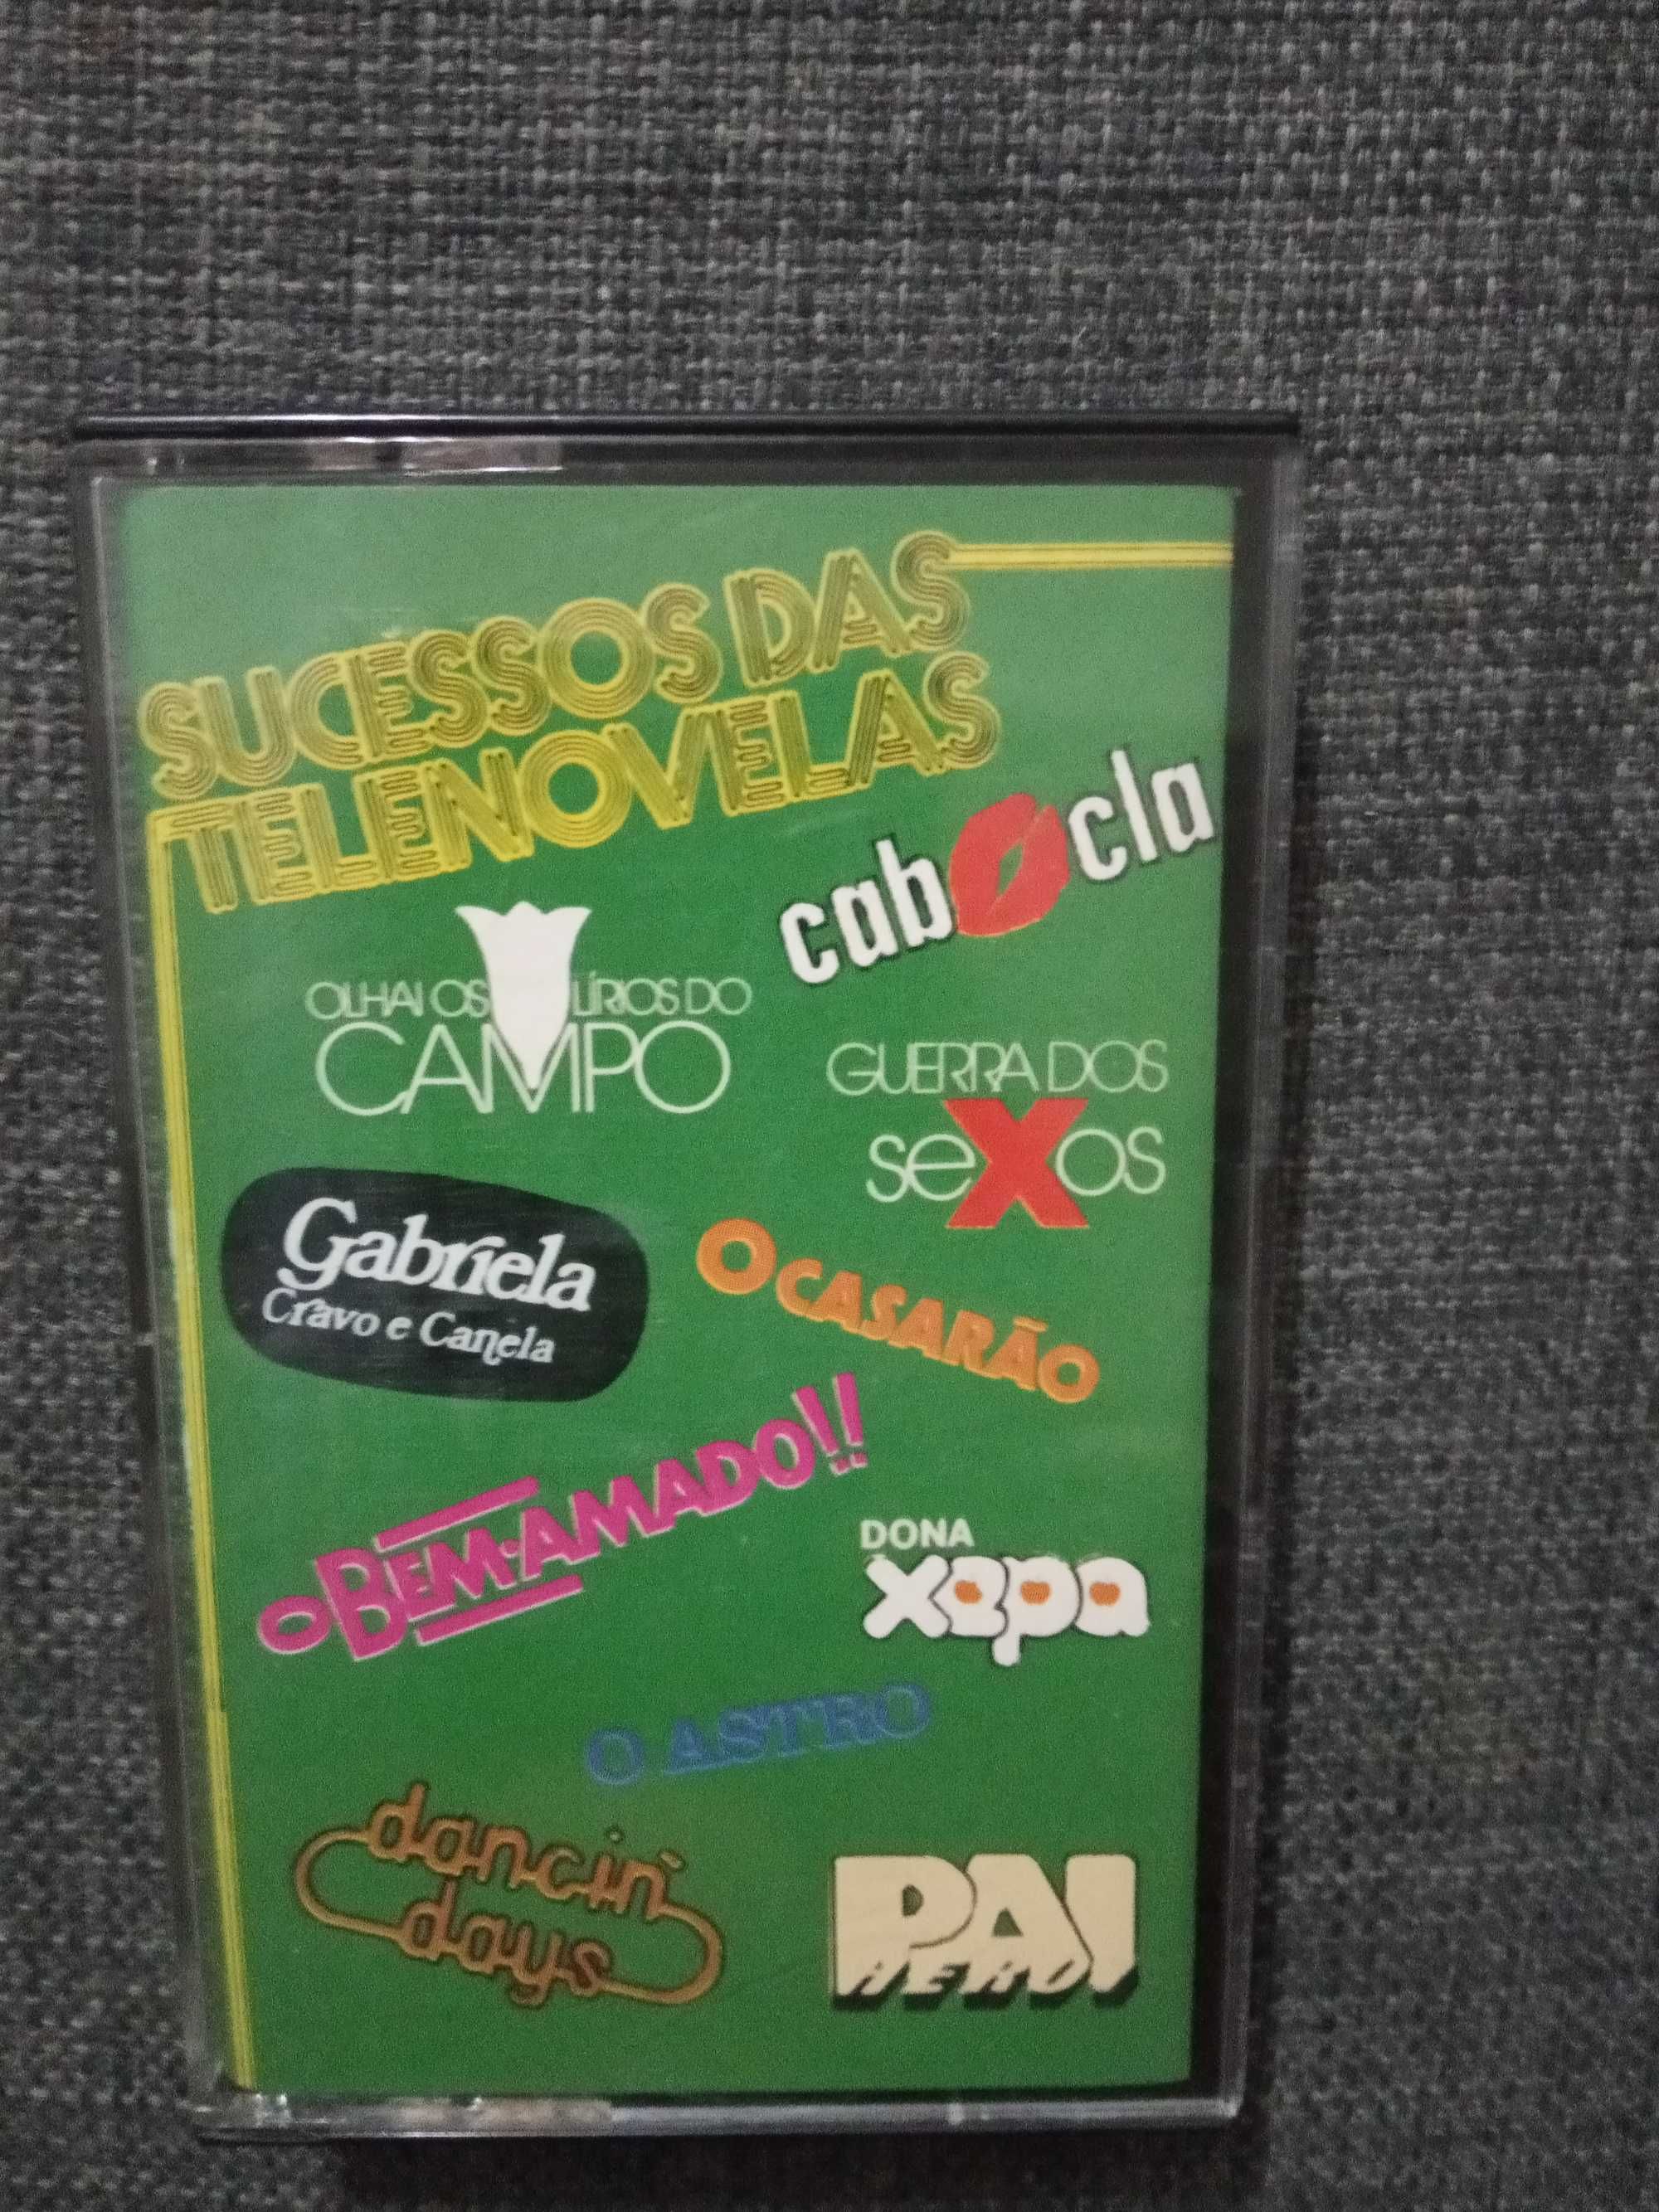 SUCESSOS DAS
TELENOVELAS
cabocla
OLHAI OS LÍRIOS DO
CAMPO
GUERRA DOS
seXos
Gabriela
Cravo e Canela
O CASARÃO
O BEM-AMADO!!
DONA
xepa
O ASTRO
dancin'
days
PAI
HERÓI